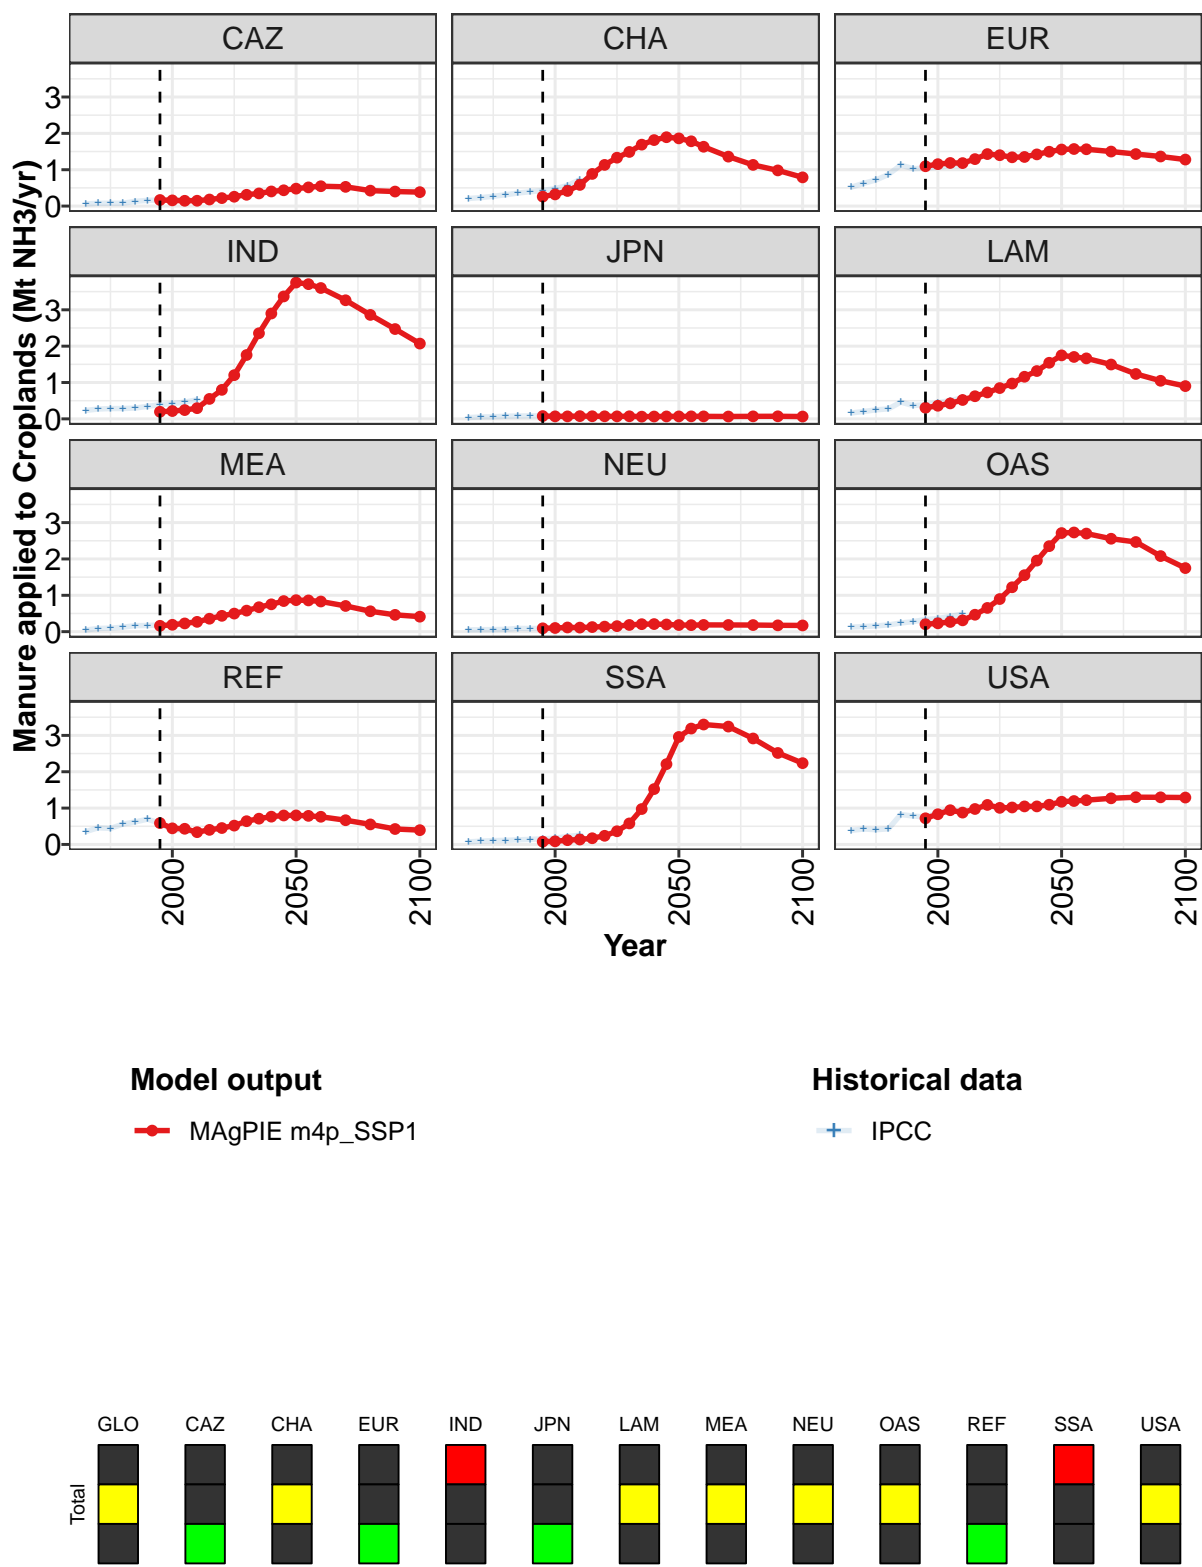 CAZ CHA EUR
3
2
1
0
IND JPN LAM
3
2
1
0
MEA NEU OAS
3
2
1
0
REF SSA USA
3
2
1
0
Manure applied to Croplands (Mt NH3/yr)
2000 2050 2100 2000 2050 2100 2000 2050 2100
Year
Model output
MAgPIE m4p_SSP1
Historical data
IPCC
GLO CAZ CHA EUR IND JPN LAM MEA NEU OAS REF SSA USA
Total